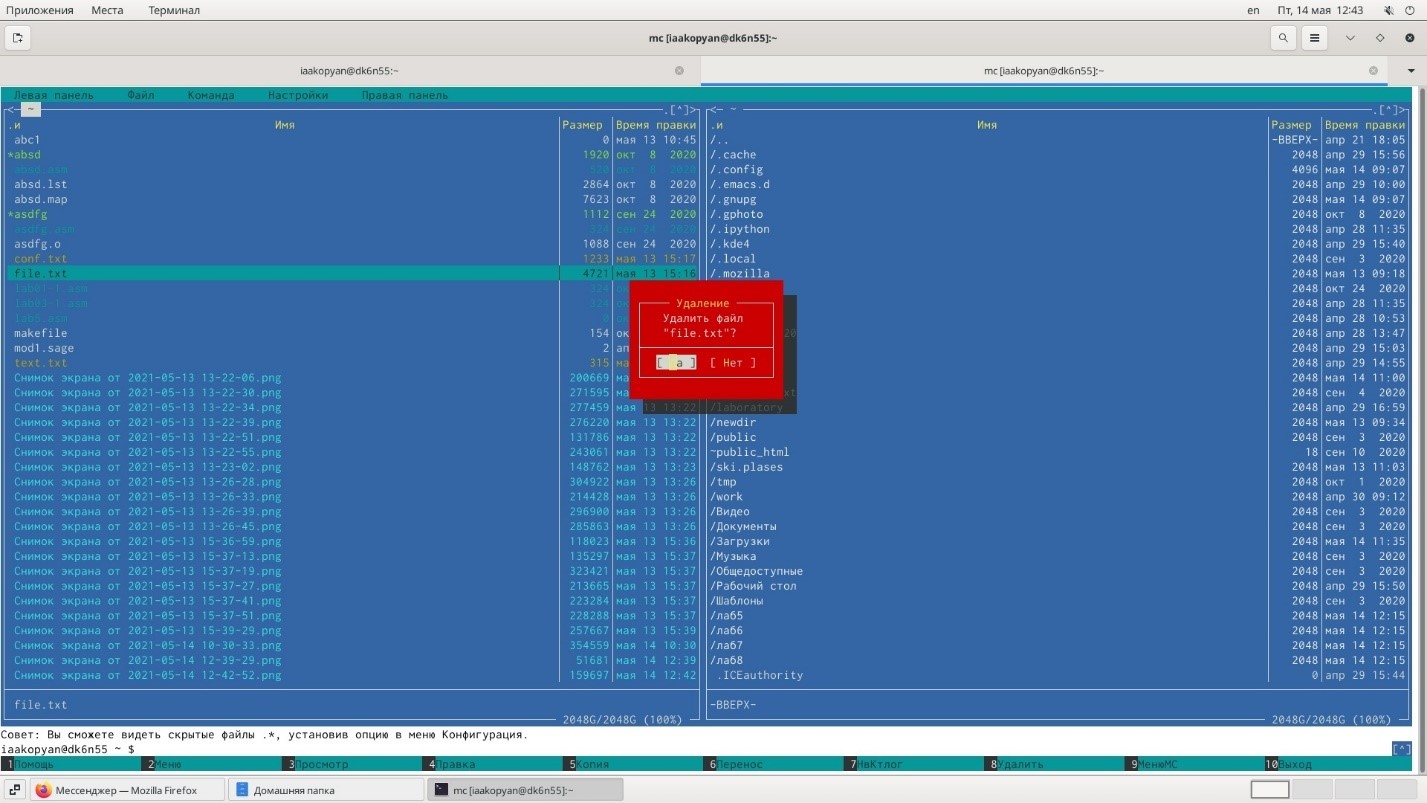 Приложения Места Терминал en Пт, 14 мая 12:43
mc [iaakopyan@dk6n55]:~
iaakopyan@dk6n55:~ mc [iaakopyan@dk6n55]:~
Левая панель Файл Команда Настройки Правая панель
<─ ~ .[^]> <─ ~ .[^]>
.и Имя Размер Время правки .и Имя Размер Время правки
abc1 0 мая 13 10:45 /.. -ВВЕРХ- апр 21 18:05
*absd 1920 окт 8 2020 /.cache 2048 апр 29 15:56
absd.asm 2020 /.config 4096 мая 14 09:07
absd.lst 2864 окт 8 2020 /.emacs.d 2048 апр 29 10:00
absd.map 7623 окт 8 2020 /.gnupg 2048 мая 14 09:07
*asdfg 1112 сен 24 2020 /.gphoto 2048 окт 8 2020
asdfg.asm 324 сен 24 2020 /.ipython 2048 апр 28 11:35
asdfg.o 1088 сен 24 2020 /.kde4 2048 апр 29 15:40
conf.txt 1233 мая 13 15:17 /.local 2048 сен 3 2020
file.txt 4721 мая 13 15:16 /.mozilla 2048 мая 13 09:18
2048 окт 24 2020
Удаление 2048 апр 28 11:35
Удалить файл 2048 апр 28 10:53
makefile 154 ок "file.txt"? 2048 апр 28 13:47
mod1.sage 2 ап 2048 апр 29 15:03
text.txt 315 ма [ а ] [ Нет ] 2048 апр 29 14:55
Снимок экрана от 2021-05-13 13-22-06.png 200669 ма 2048 мая 14 11:00
Снимок экрана от 2021-05-13 13-22-30.png 271595 ма 2048 сен 4 2020
Снимок экрана от 2021-05-13 13-22-34.png 277459 мая 13 13:22 /laboratory 2048 апр 29 16:59
Снимок экрана от 2021-05-13 13-22-39.png 276220 мая 13 13:22 /newdir 2048 мая 13 09:34
Снимок экрана от 2021-05-13 13-22-51.png 131786 мая 13 13:22 /public 2048 сен 3 2020
Снимок экрана от 2021-05-13 13-22-55.png 243061 мая 13 13:22 ~public_html 18 сен 10 2020
Снимок экрана от 2021-05-13 13-23-02.png 148762 мая 13 13:23 /ski.plases 2048 мая 13 11:03
Снимок экрана от 2021-05-13 13-26-28.png 304922 мая 13 13:26 /tmp 2048 окт 1 2020
Снимок экрана от 2021-05-13 13-26-33.png 214428 мая 13 13:26 /work 2048 апр 30 09:12
Снимок экрана от 2021-05-13 13-26-39.png 296900 мая 13 13:26 /Видео 2048 сен 3 2020
Снимок экрана от 2021-05-13 13-26-45.png 285863 мая 13 13:26 /Документы 2048 сен 3 2020
Снимок экрана от 2021-05-13 15-36-59.png 118023 мая 13 15:36 /Загрузки 2048 мая 14 11:35
Снимок экрана от 2021-05-13 15-37-13.png 135297 мая 13 15:37 /Музыка 2048 сен 3 2020
Снимок экрана от 2021-05-13 15-37-19.png 323421 мая 13 15:37 /Общедоступные 2048 сен 3 2020
Снимок экрана от 2021-05-13 15-37-27.png 213665 мая 13 15:37 /Рабочий стол 2048 апр 29 15:50
Снимок экрана от 2021-05-13 15-37-41.png 223284 мая 13 15:37 /Шаблоны 2048 сен 3 2020
Снимок экрана от 2021-05-13 15-37-51.png 228288 мая 13 15:37 /лаб5 2048 мая 14 12:15
Снимок экрана от 2021-05-13 15-39-29.png 257667 мая 13 15:39 /лаб6 2048 мая 14 12:15
Снимок экрана от 2021-05-14 10-30-33.png 354559 мая 14 10:30 /лаб7 2048 мая 14 12:15
Снимок экрана от 2021-05-14 12-39-29.png 51681 мая 14 12:39 /лаб8 2048 мая 14 12:15
Снимок экрана от 2021-05-14 12-42-52.png 159697 мая 14 12:42 .ICEauthority 0 апр 29 15:44
file.txt -ВВЕРХ-
2048G/2048G (100%) 2048G/2048G (100%)
Совет: Вы сможете видеть скрытые файлы .*, установив опцию в меню Конфигурация.
iaakopyan@dk6n55 ~ $ [^]
1Помощь 2Меню 3Просмотр 4Правка 5Копия 6Перенос 7НвКтлог 8Удалить 9МенюMC 10Выход
Мессенджер — Mozilla Firefox Домашняя папка mc [iaakopyan@dk6n55]:~